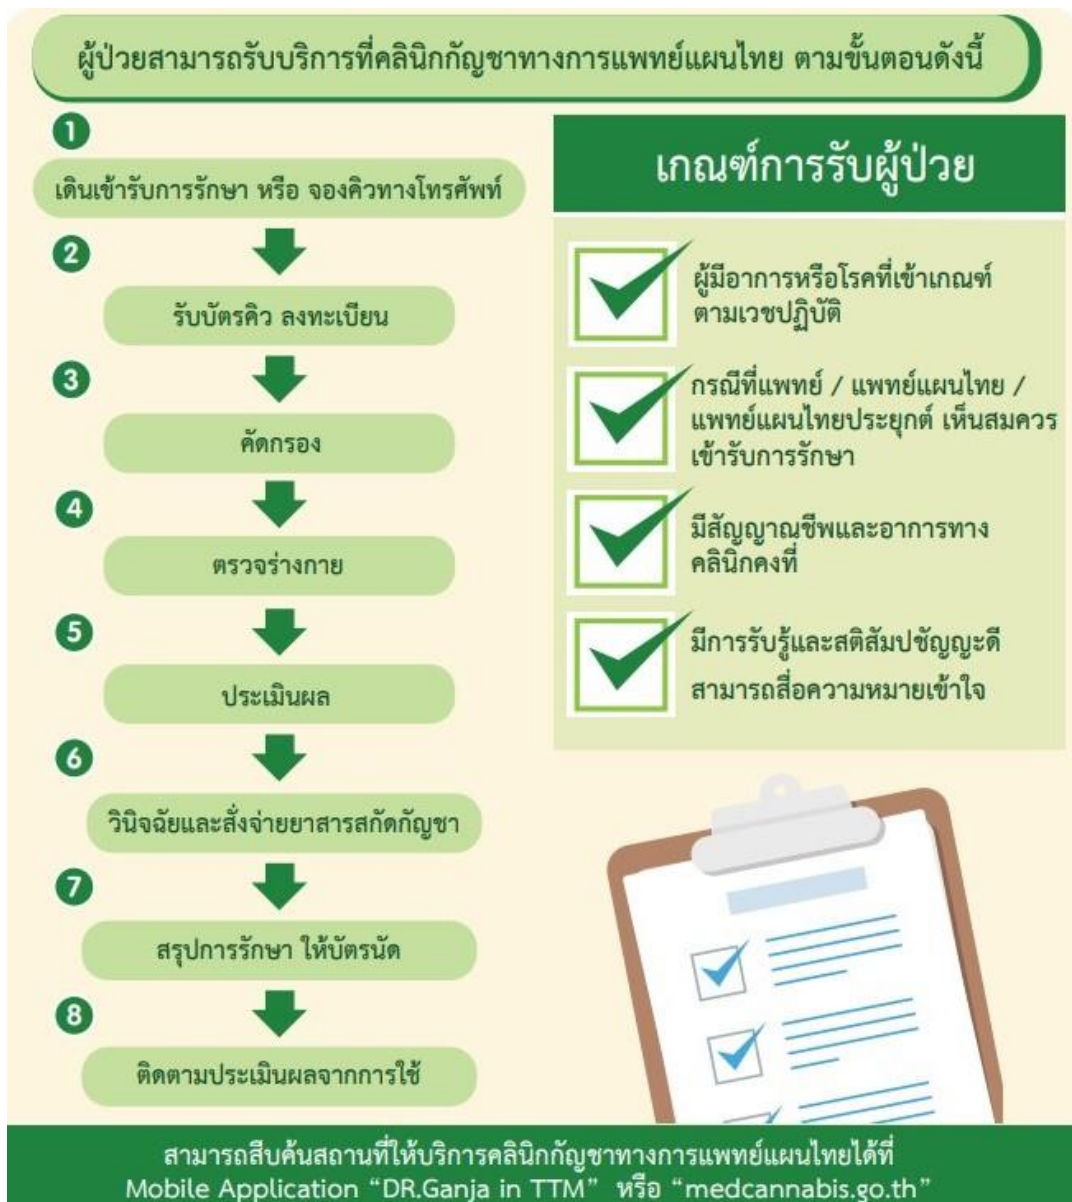 ผู้ป่วยสามารถรับบริการที่คลินิกกัญชาทางการแพทย์แผนไทย ตามขั้นตอนดังนี้
1
เดินเข้ารับการรักษา หรือ จองคิวทางโทรศัพท์
2
รับบัตรคิว ลงทะเบียน
3
คัดกรอง
4
ตรวจร่างกาย
5
ประเมินผล
6
วินิจฉัยและสั่งจ่ายยาสารสกัดกัญชา
7
สรุปการรักษา ให้บัตรนัด
8
ติดตามประเมินผลจากการใช้
เกณฑ์การรับผู้ป่วย
ผู้มีอาการหรือโรคที่เข้าเกณฑ์
ตามเวชปฏิบัติ
กรณีที่แพทย์ / แพทย์แผนไทย /
แพทย์แผนไทยประยุกต์ เห็นสมควร
เข้ารับการรักษา
มีสัญญาณชีพและอาการทาง
คลินิกคงที่
มีการรับรู้และสติสัมปชัญญะดี
สามารถสื่อความหมายเข้าใจ
สามารถสืบค้นสถานที่ให้บริการคลินิกกัญชาทางการแพทย์แผนไทยได้ที่
Mobile Application “DR.Ganja in TTM” หรือ “medcannabis.go.th”